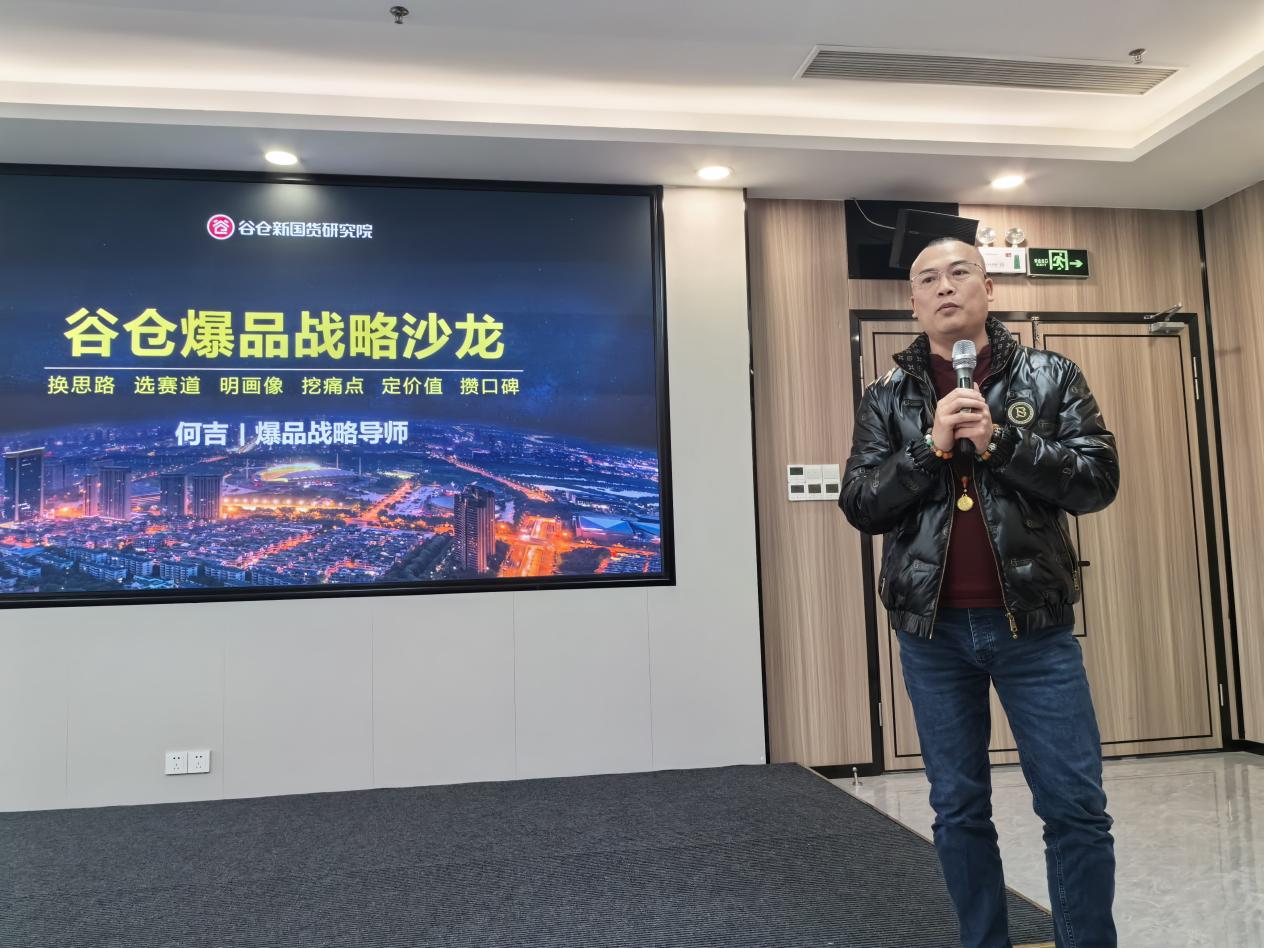 谷仓新国货研究院
谷仓爆品战略沙龙
换思路 选赛道 明画像 挖痛点 定价值 攒口碑
何吉丨爆品战略导师